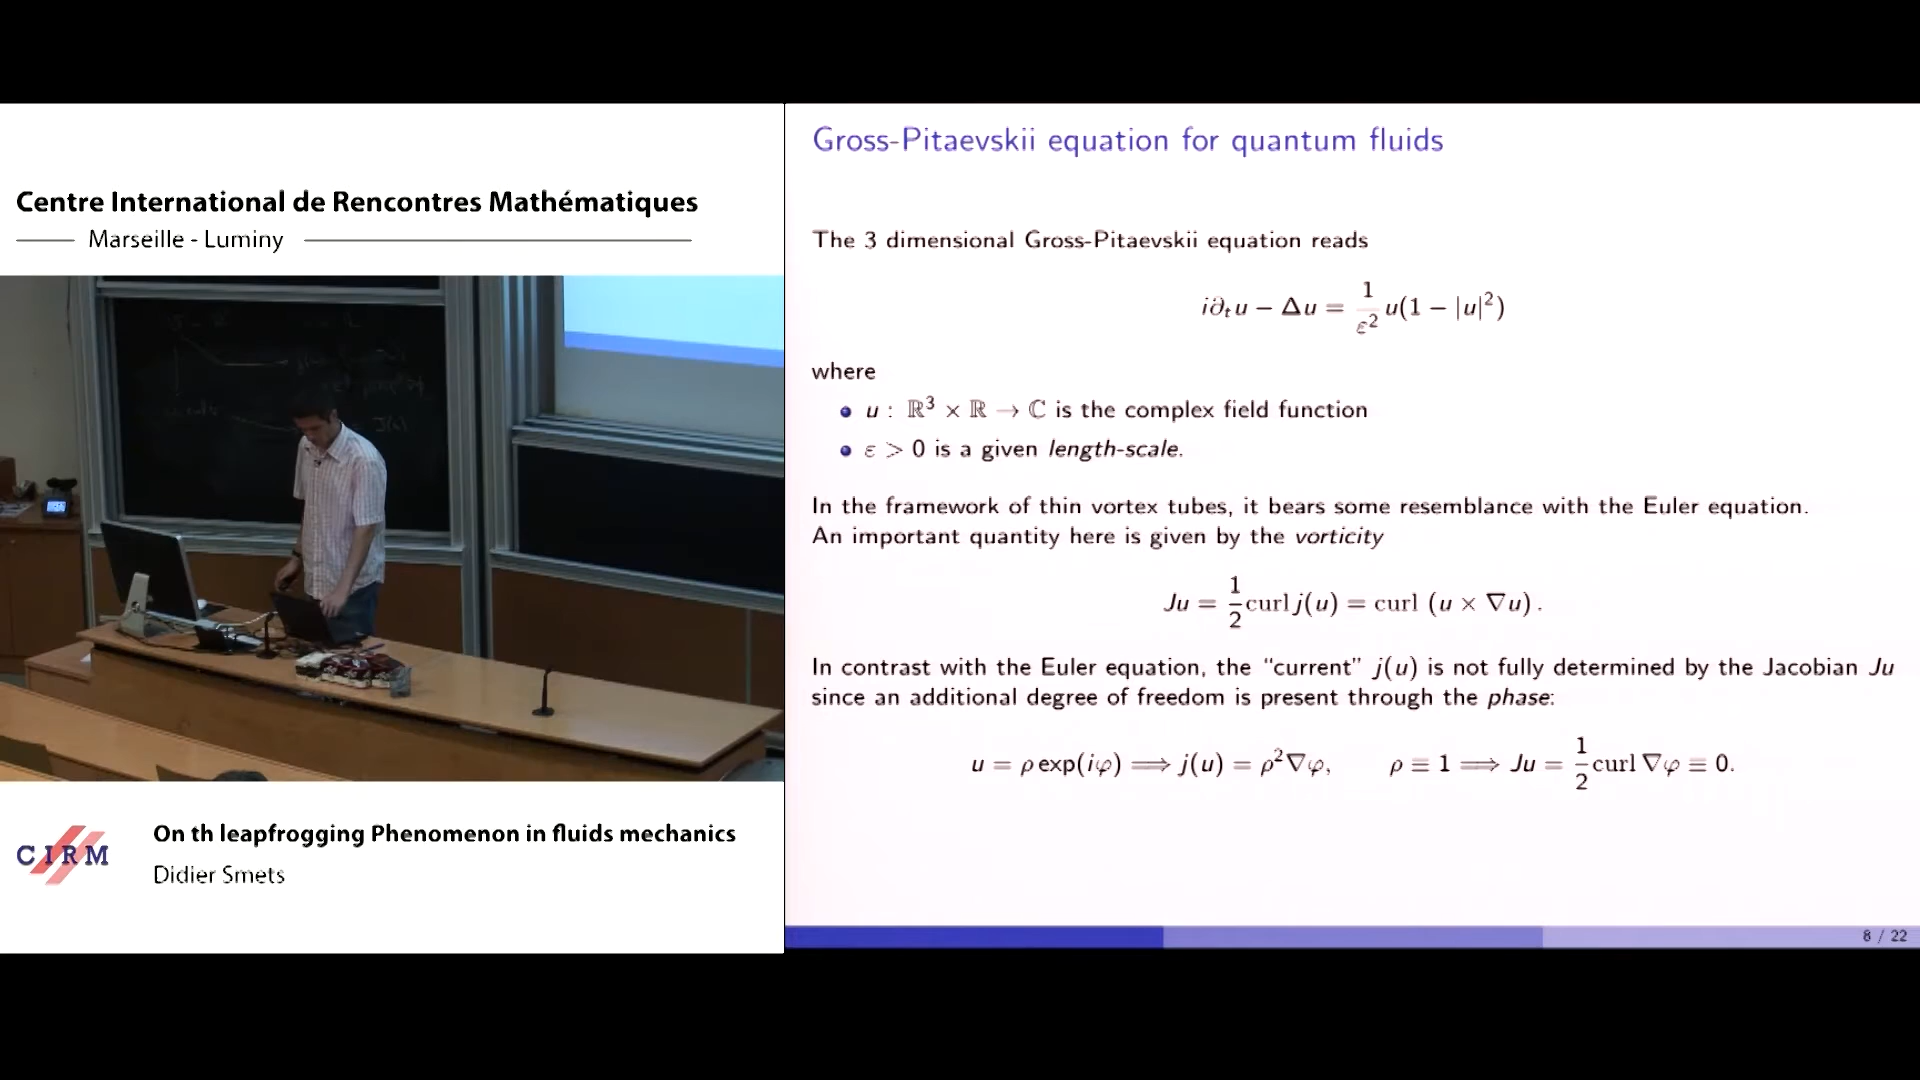 Centre International de Rencontres Mathématiques
Marseille - Luminy
CIRM
On th leapfrogging Phenomenon in fluids mechanics
Didier Smets
Gross-Pitaevskii equation for quantum fluids
The 3 dimensional Gross-Pitaevskii equation reads
i∂ₜu − Δu = 1/ε² u(1 − |u|²)
where
• u : ℝ³ × ℝ → ℂ is the complex field function
• ε > 0 is a given length-scale.
In the framework of thin vortex tubes, it bears some resemblance with the Euler equation.
An important quantity here is given by the vorticity
Ju = 1/2 curl j(u) = curl (u × ∇u).
In contrast with the Euler equation, the “current” j(u) is not fully determined by the Jacobian Ju
since an additional degree of freedom is present through the phase:
u = ρ exp(iφ) ⟹ j(u) = ρ²∇φ, ρ ≡ 1 ⟹ Ju = 1/2 curl ∇φ ≡ 0.
8 / 22